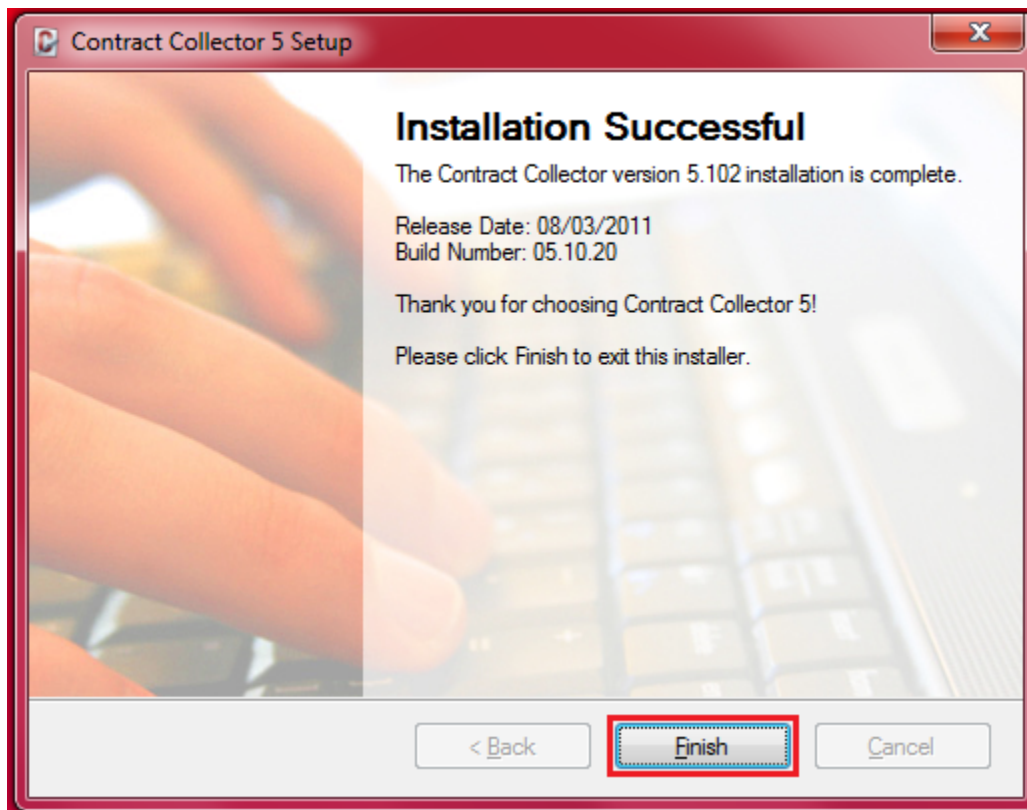 Contract Collector 5 Setup
Installation Successful
The Contract Collector version 5.102 installation is complete.
Release Date: 08/03/2011
Build Number: 05.10.20
Thank you for choosing Contract Collector 5!
Please click Finish to exit this installer.
< Back Finish Cancel